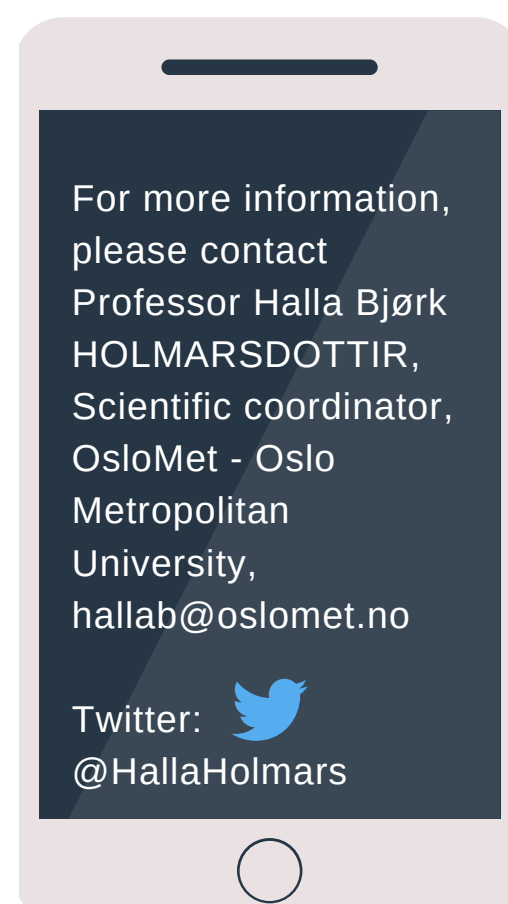 For more information,
please contact
Professor Halla Bjørk
HOLMARSDOTTIR,
Scientific coordinator,
OsloMet - Oslo
Metropolitan
University,
hallab@oslomet.no
Twitter:
@HallaHolmars